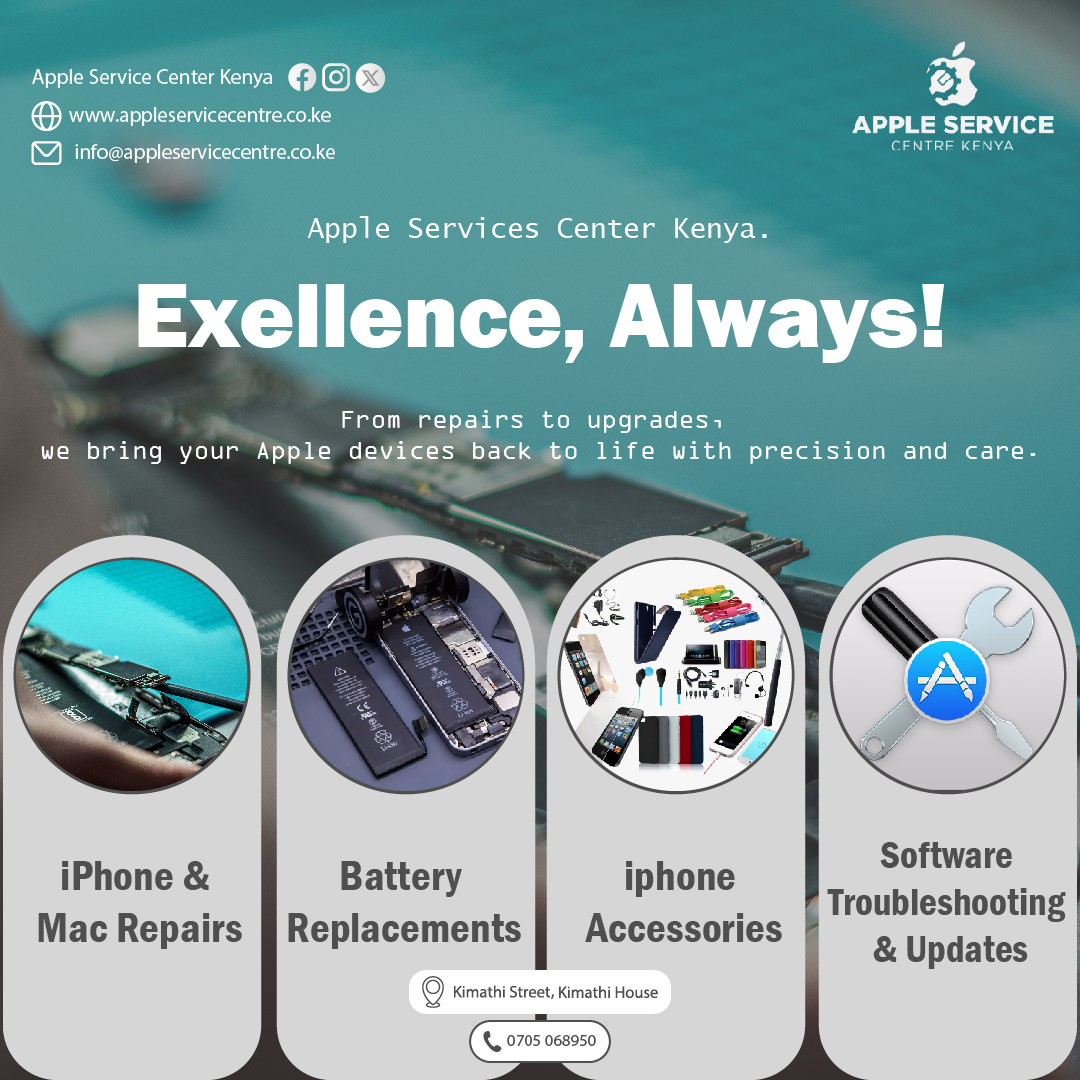 Apple Service Center Kenya
www.appleservicecentre.co.ke
info@appleservicecentre.co.ke
APPLE SERVICE
CENTRE KENYA
Apple Services Center Kenya.
Exellence, Always!
From repairs to upgrades,
we bring your Apple devices back to life with precision and care.
iPhone &
Mac Repairs
Battery
Replacements
iphone
Accessories
Software
Troubleshooting
& Updates
Kimathi Street, Kimathi House
0705 068950